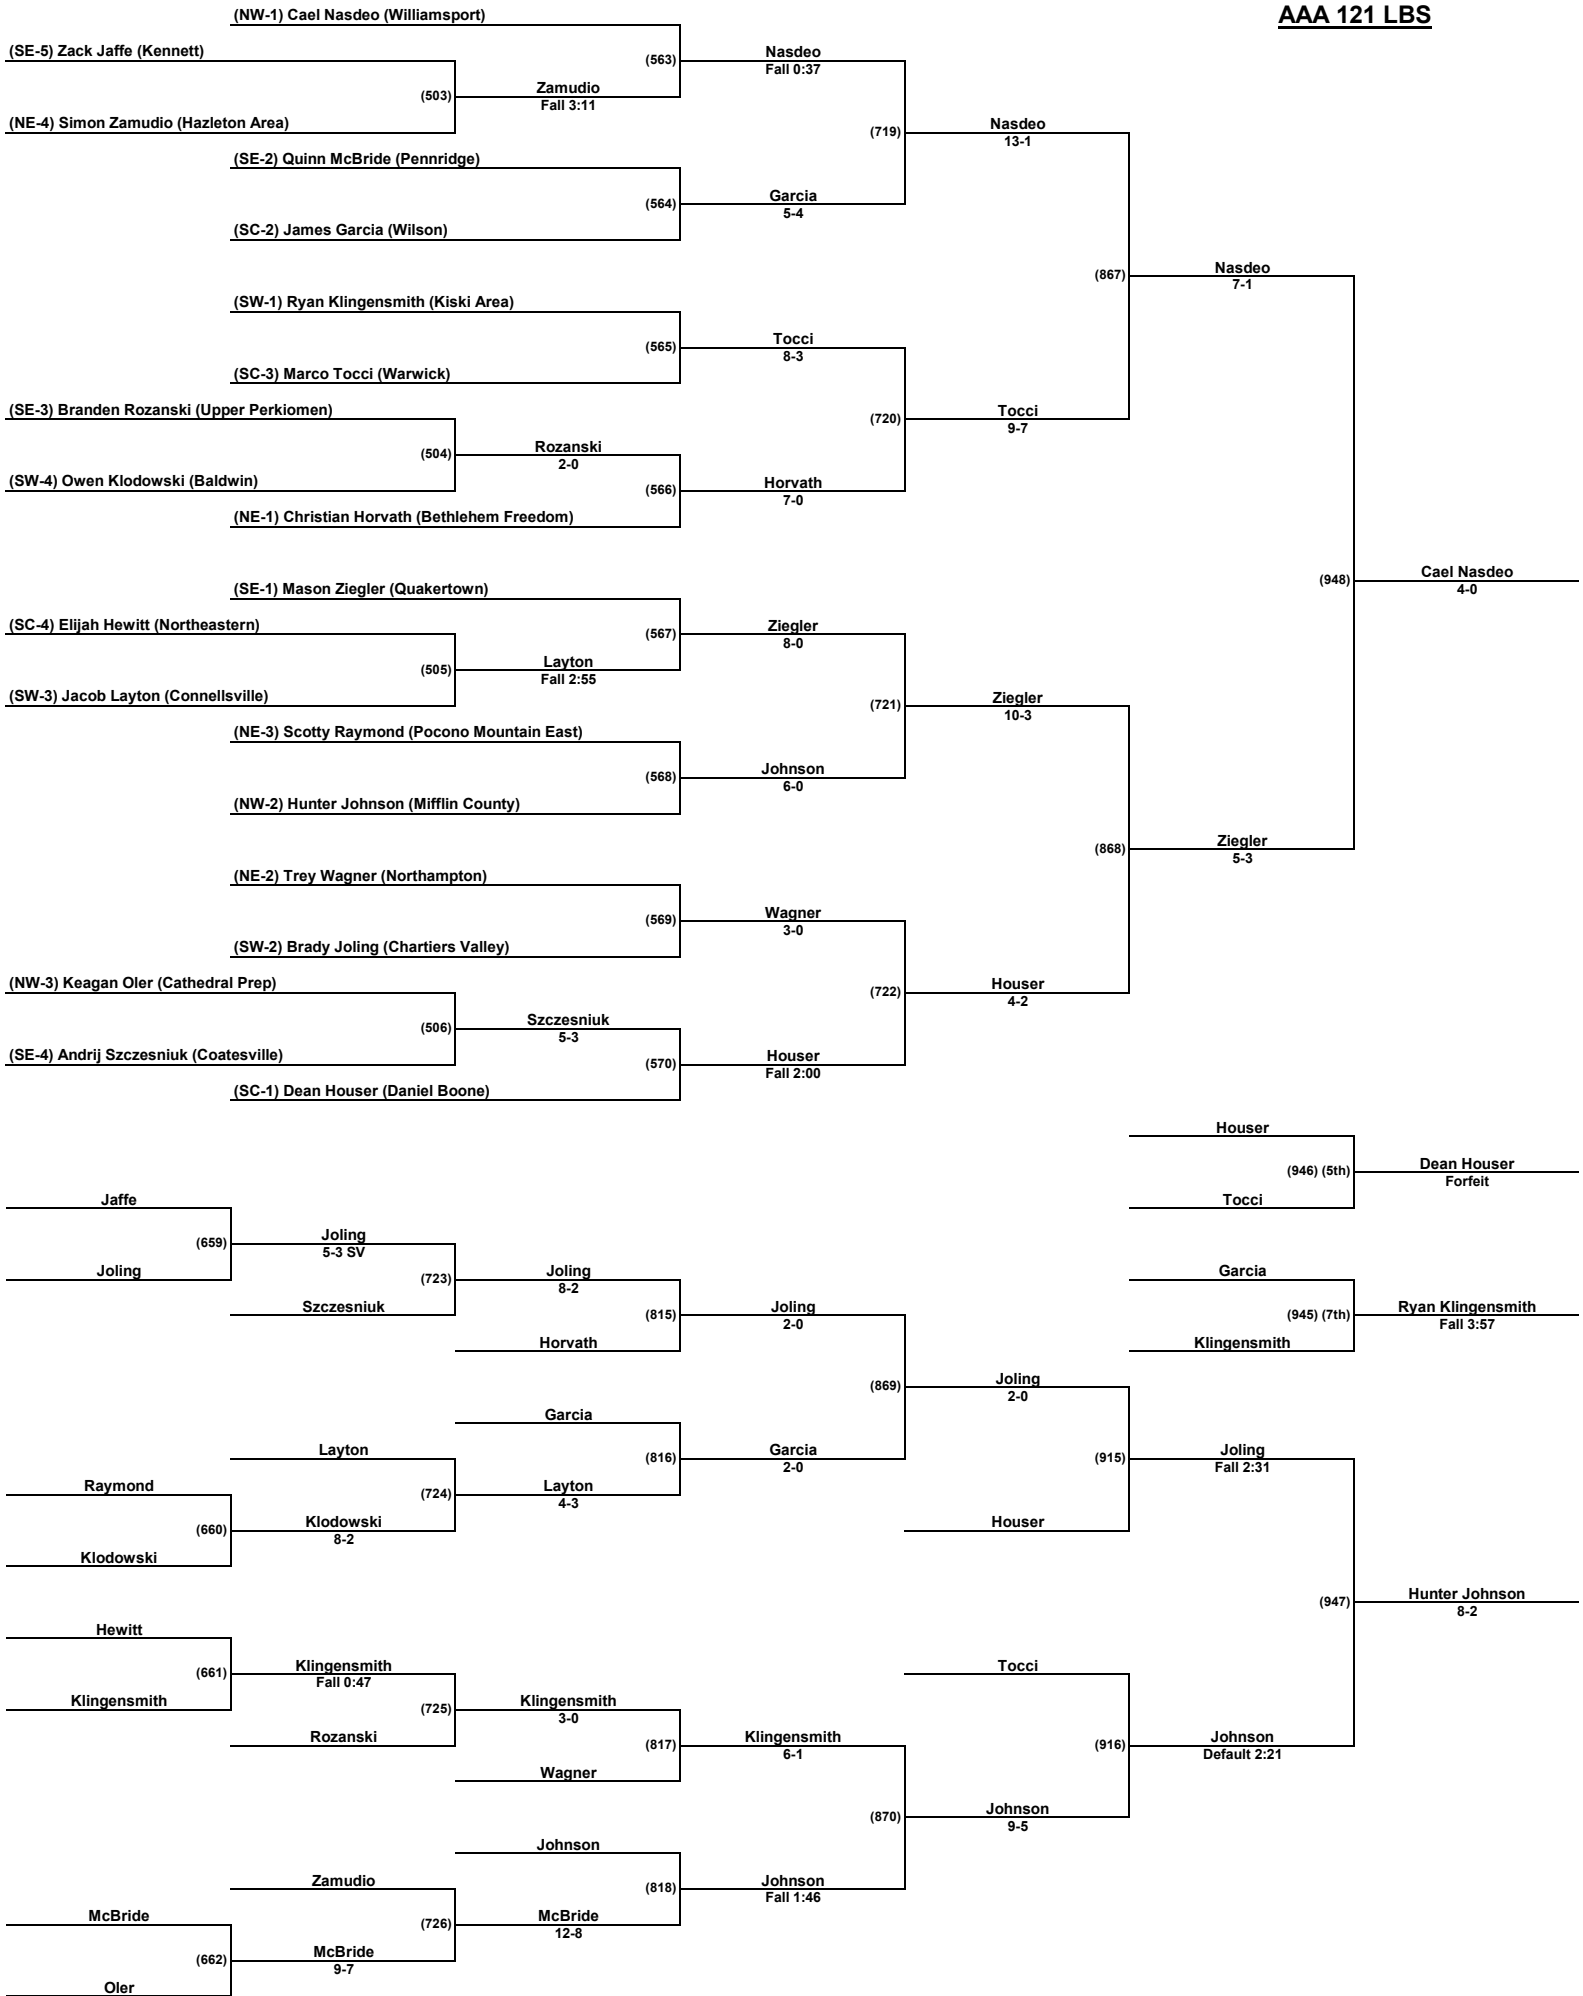 AAA 121 LBS
(NW-1) Cael Nasdeo (Williamsport)
(SE-5) Zack Jaffe (Kennett)
(563)
Nasdeo
Fall 0:37
(503)
Zamudio
Fall 3:11
(NE-4) Simon Zamudio (Hazleton Area)
(719)
Nasdeo
13-1
(SE-2) Quinn McBride (Pennridge)
(564)
Garcia
5-4
(SC-2) James Garcia (Wilson)
(867)
Nasdeo
7-1
(SW-1) Ryan Klingensmith (Kiski Area)
(565)
Tocci
8-3
(SC-3) Marco Tocci (Warwick)
(SE-3) Branden Rozanski (Upper Perkiomen)
(720)
Tocci
9-7
(504)
Rozanski
2-0
(SW-4) Owen Klodowski (Baldwin)
(566)
Horvath
7-0
(NE-1) Christian Horvath (Bethlehem Freedom)
(948)
Cael Nasdeo
4-0
(SE-1) Mason Ziegler (Quakertown)
(SC-4) Elijah Hewitt (Northeastern)
(567)
Ziegler
8-0
(505)
Layton
Fall 2:55
(SW-3) Jacob Layton (Connellsville)
(721)
Ziegler
10-3
(NE-3) Scotty Raymond (Pocono Mountain East)
(568)
Johnson
6-0
(NW-2) Hunter Johnson (Mifflin County)
(868)
Ziegler
5-3
(NE-2) Trey Wagner (Northampton)
(569)
Wagner
3-0
(SW-2) Brady Joling (Chartiers Valley)
(NW-3) Keagan Oler (Cathedral Prep)
(722)
Houser
4-2
(506)
Szczesniuk
5-3
(SE-4) Andrij Szczesniuk (Coatesville)
(570)
Houser
Fall 2:00
(SC-1) Dean Houser (Daniel Boone)
Houser
(946) (5th)
Dean Houser
Forfeit
Tocci
Jaffe
(659)
Joling
5-3 SV
Joling
(723)
Joling
8-2
Szczesniuk
(815)
Joling
2-0
Horvath
Garcia
(945) (7th)
Ryan Klingensmith
Fall 3:57
Klingensmith
(869)
Joling
2-0
Garcia
Layton
(816)
Garcia
2-0
(915)
Joling
Fall 2:31
Raymond
(724)
Layton
4-3
(660)
Klodowski
8-2
Houser
Klodowski
(947)
Hunter Johnson
8-2
Hewitt
(661)
Klingensmith
Fall 0:47
Tocci
Klingensmith
(725)
Klingensmith
3-0
Rozanski
(817)
Klingensmith
6-1
(916)
Johnson
Default 2:21
Wagner
(870)
Johnson
9-5
Johnson
Zamudio
(818)
Johnson
Fall 1:46
McBride
(726)
McBride
12-8
(662)
McBride
9-7
Oler